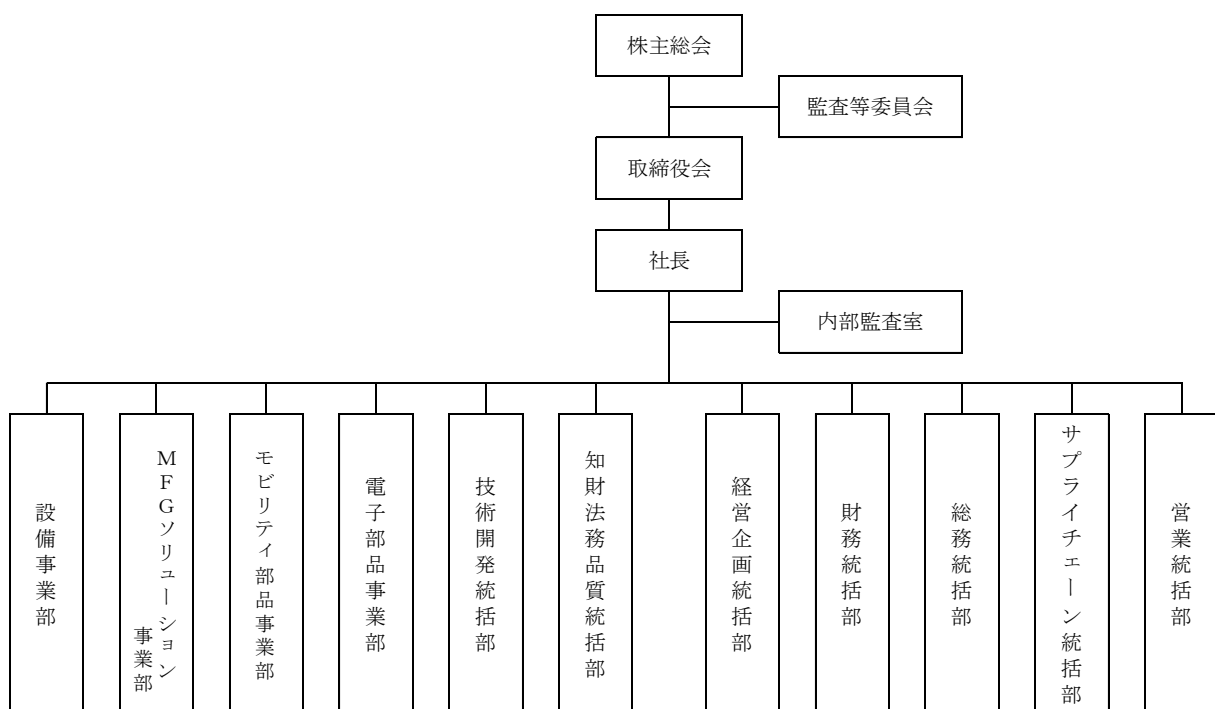 株主総会
監査等委員会
取締役会
社長
内部監査室
設備事業部
MFGソリューション
事業部
モビリティ部品事業部
電子部品事業部
技術開発統括部
知財法務品質統括部
経営企画統括部
財務統括部
総務統括部
サプライチェーン統括部
営業統括部